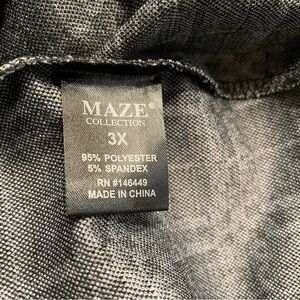 MAZE®
COLLECTION
3X
95% POLYESTER
5% SPANDEX
RN #146449
MADE IN CHINA